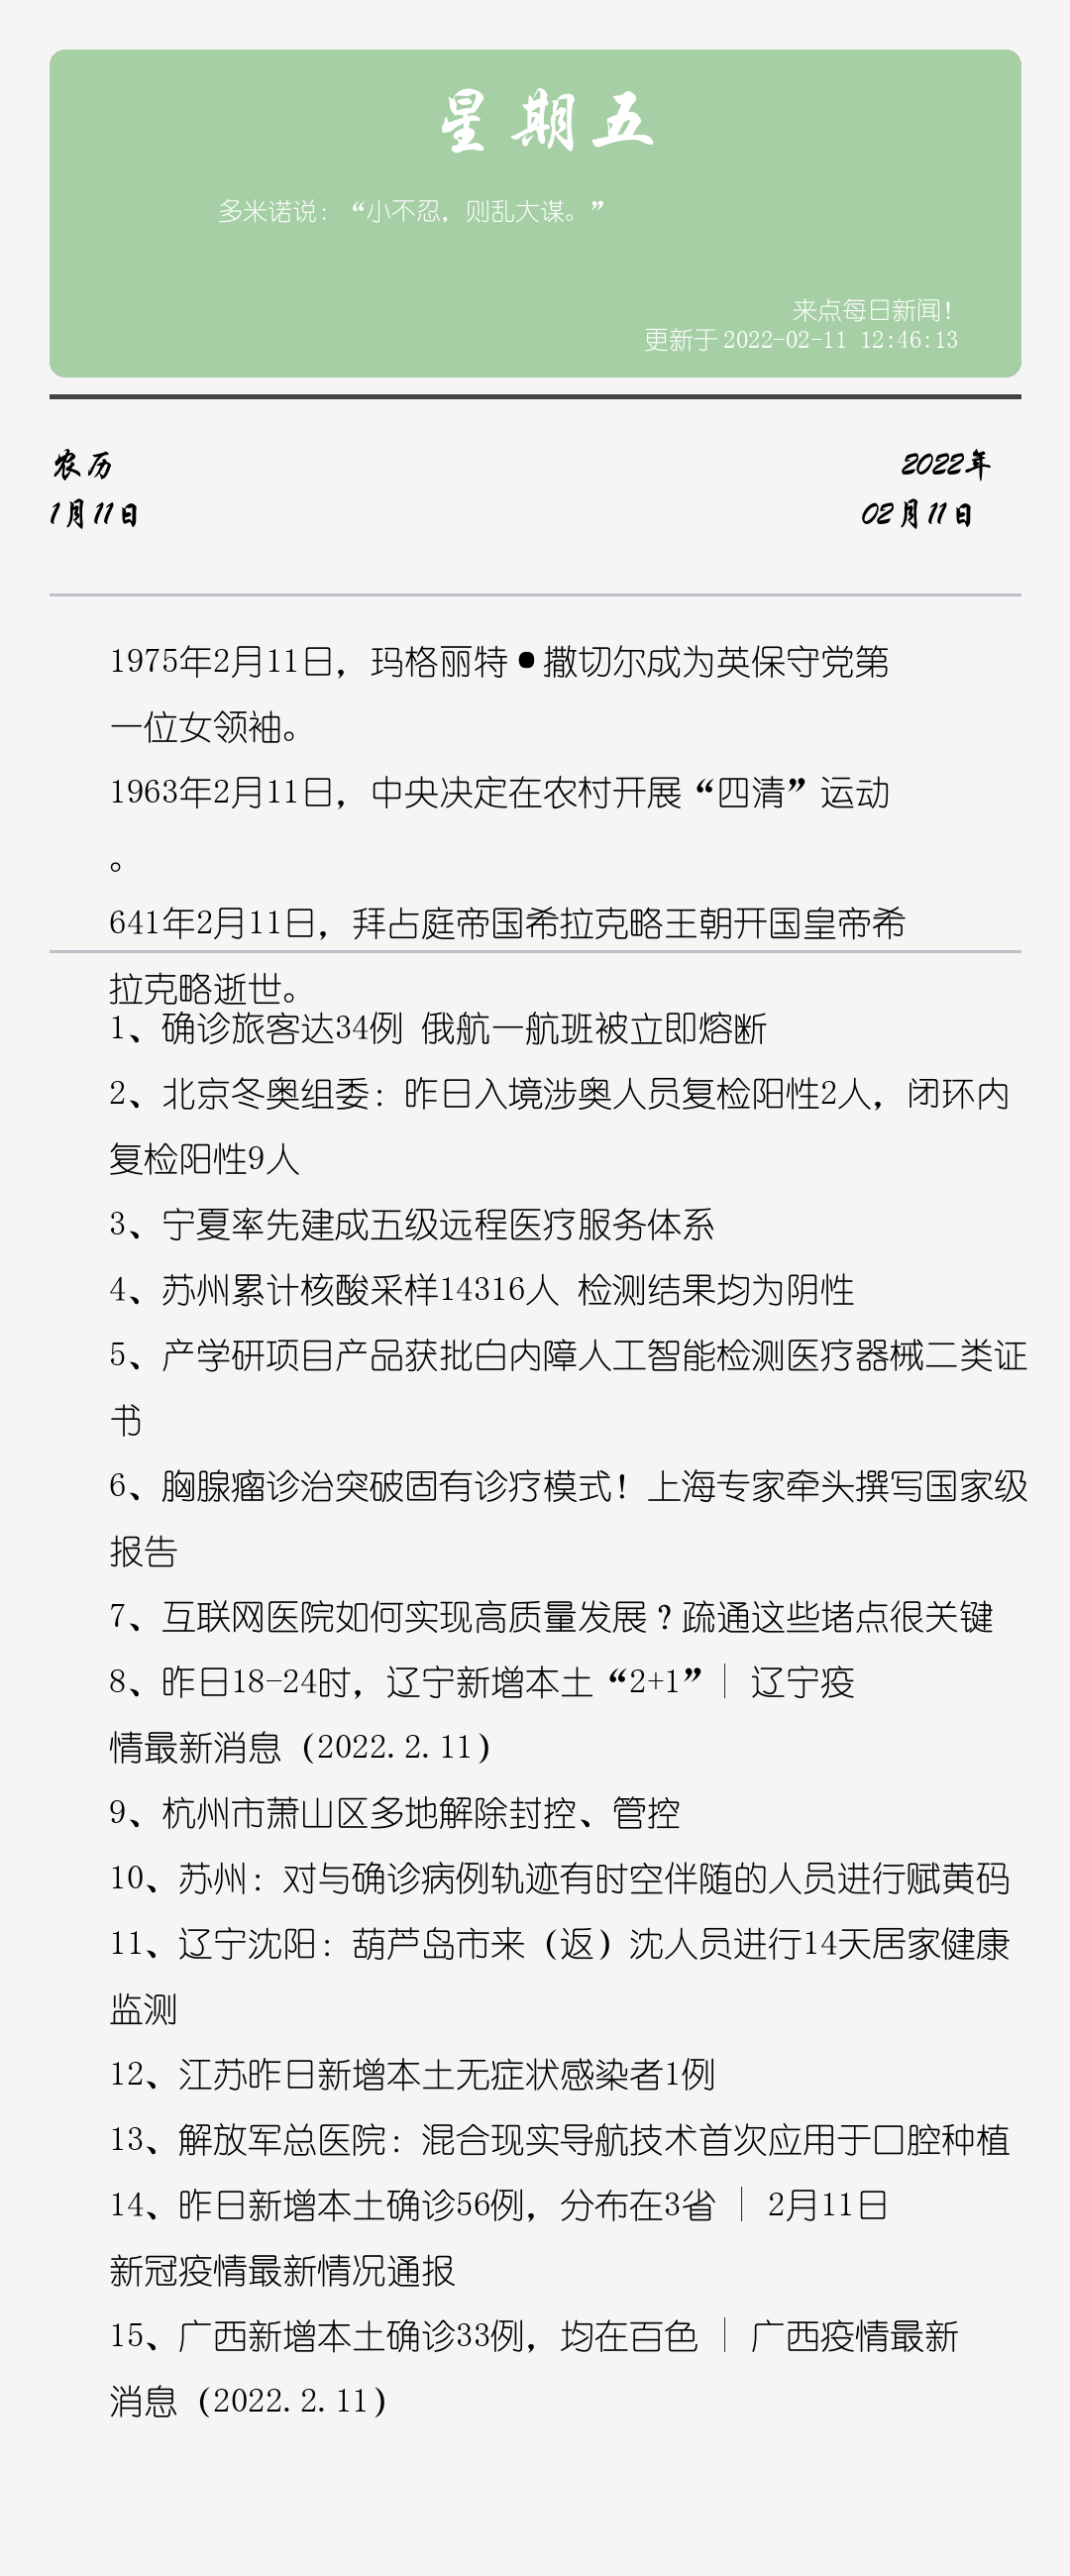 星期五
多米诺说：“小不忍，则乱大谋。”
来点每日新闻！
更新于 2022-02-11 12:46:13
农历
2022年
1月11日
02月11日
1975年2月11日，玛格丽特•撒切尔成为英保守党第
一位女领袖。
1963年2月11日，中央决定在农村开展“四清”运动
。
641年2月11日，拜占庭帝国希拉克略王朝开国皇帝希
拉克略逝世。
1、确诊旅客达34例 俄航一航班被立即熔断
2、北京冬奥组委：昨日入境涉奥人员复检阳性2人，闭环内
复检阳性9人
3、宁夏率先建成五级远程医疗服务体系
4、苏州累计核酸采样14316人 检测结果均为阴性
5、产学研项目产品获批白内障人工智能检测医疗器械二类证
书
6、胸腺瘤诊治突破固有诊疗模式！上海专家牵头撰写国家级
报告
7、互联网医院如何实现高质量发展？疏通这些堵点很关键
8、昨日18-24时，辽宁新增本土“2+1”｜ 辽宁疫
情最新消息（2022.2.11）
9、杭州市萧山区多地解除封控、管控
10、苏州：对与确诊病例轨迹有时空伴随的人员进行赋黄码
11、辽宁沈阳：葫芦岛市来（返）沈人员进行14天居家健康
监测
12、江苏昨日新增本土无症状感染者1例
13、解放军总医院：混合现实导航技术首次应用于口腔种植
14、昨日新增本土确诊56例，分布在3省 ｜ 2月11日
新冠疫情最新情况通报
15、广西新增本土确诊33例，均在百色 ｜ 广西疫情最新
消息（2022.2.11）